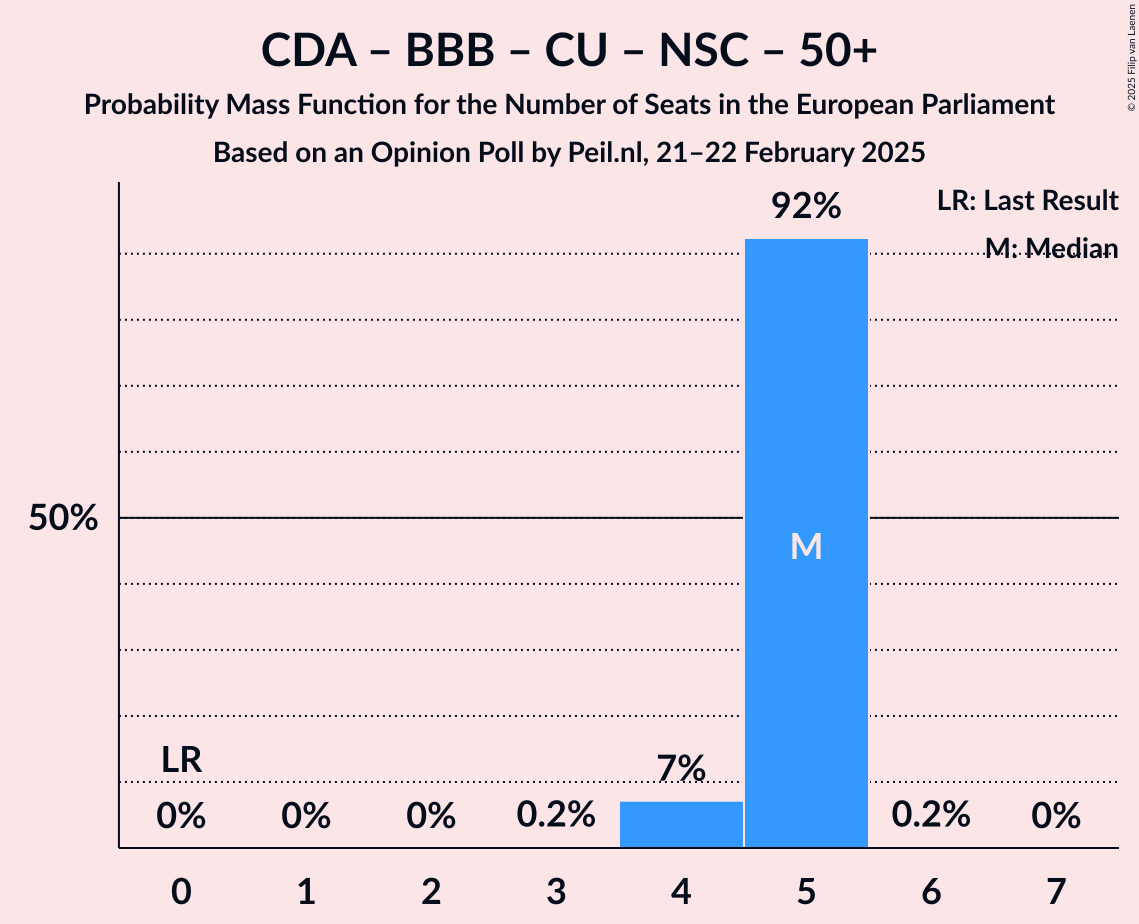 CDA – BBB – CU – NSC – 50+
Probability Mass Function for the Number of Seats in the European Parliament
Based on an Opinion Poll by Peil.nl, 21–22 February 2025
© 2025 Filip van Laenen
LR: Last Result
M: Median
92%
50%
M
LR
7%
0% 0% 0% 0.2% 0.2% 0%
0 1 2 3 4 5 6 7